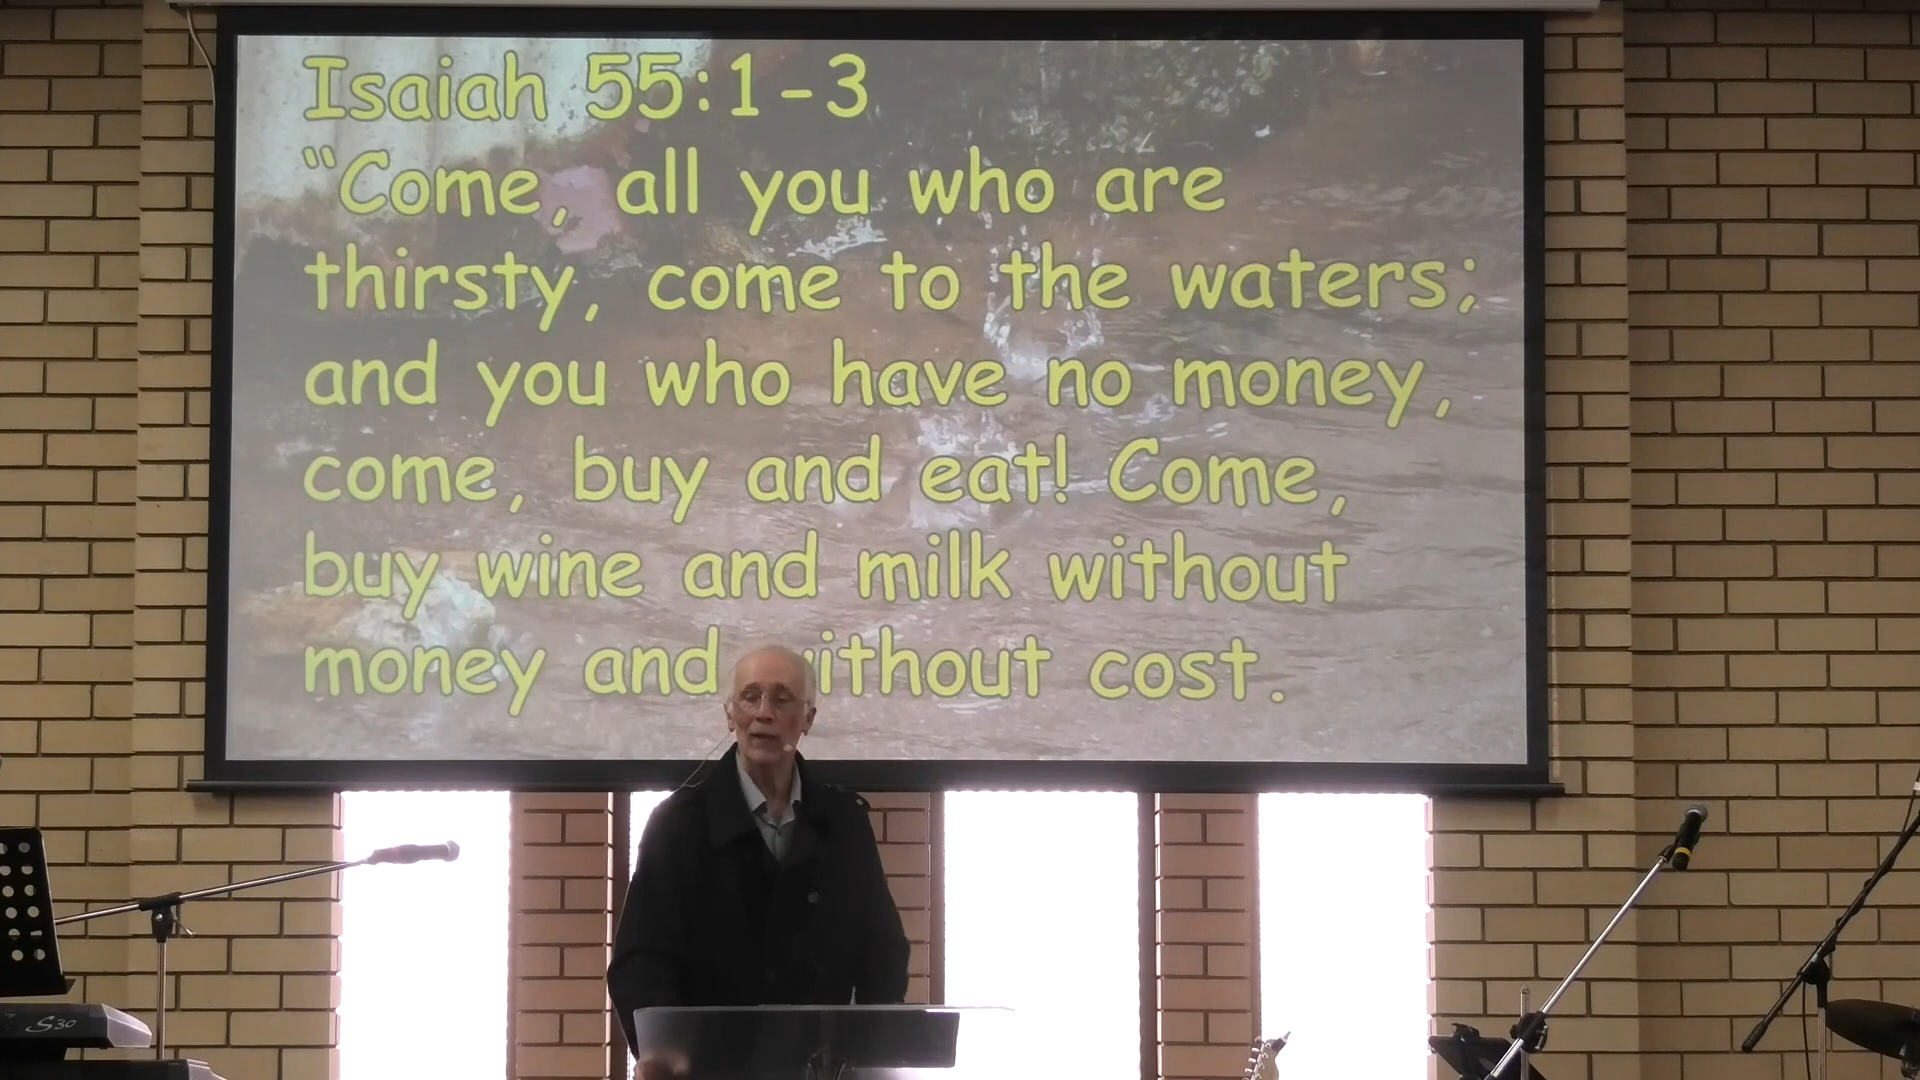 Isaiah 55:1-3
“Come, all you who are
thirsty, come to the waters;
and you who have no money,
come, buy and eat! Come,
buy wine and milk without
money and without cost.
S30